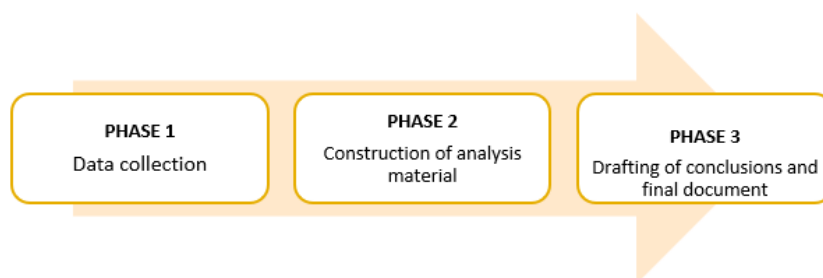 PHASE 1
Data collection
PHASE 2
Construction of analysis
material
PHASE 3
Drafting of conclusions and
final document